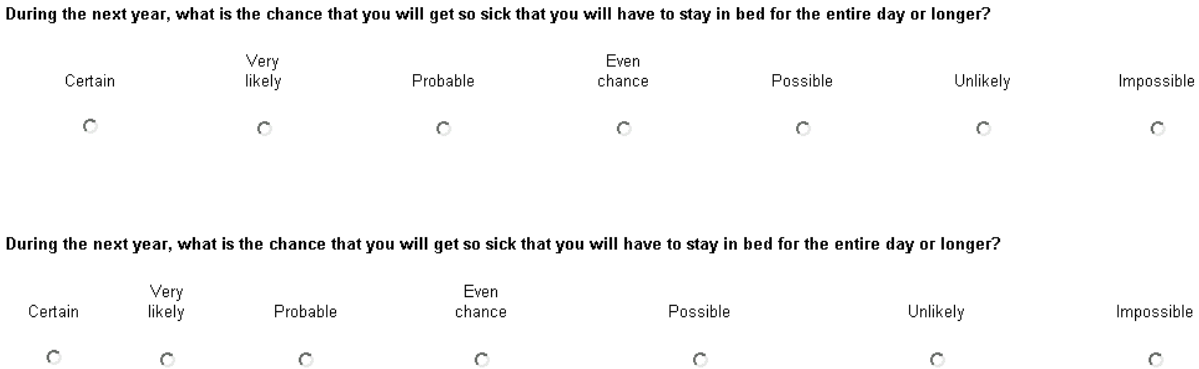 During the next year, what is the chance that you will get so sick that you will have to stay in bed for the entire day or longer?
Certain Very likely Probable Even chance Possible Unlikely Impossible
During the next year, what is the chance that you will get so sick that you will have to stay in bed for the entire day or longer?
Certain Very likely Probable Even chance Possible Unlikely Impossible